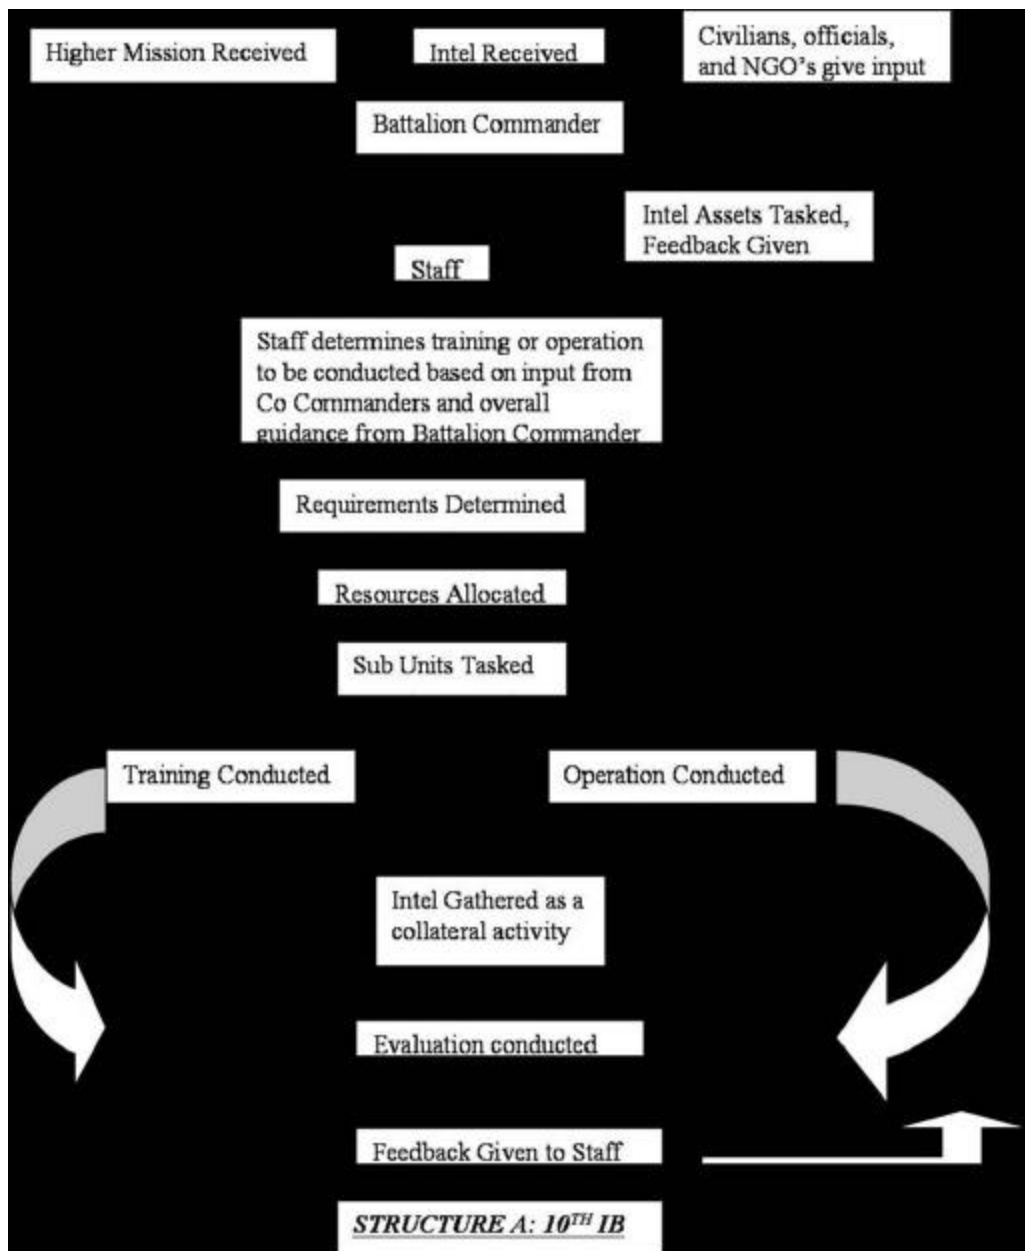 Higher Mission Received
Intel Received
Civilians, officials,
and NGO's give input
Battalion Commander
Intel Assets Tasked,
Feedback Given
Staff
Staff determines training or operation
to be conducted based on input from
Co Commanders and overall
guidance from Battalion Commander
Requirements Determined
Resources Allocated
Sub Units Tasked
Training Conducted
Operation Conducted
Intel Gathered as a
collateral activity
Evaluation conducted
Feedback Given to Staff
STRUCTURE A: 10TH IB